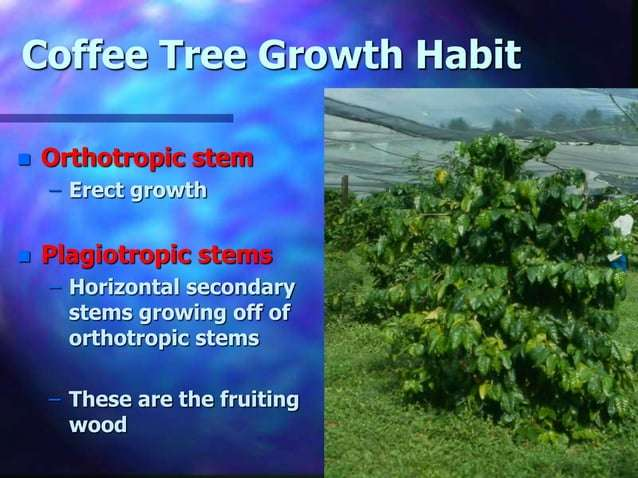 Coffee Tree Growth Habit
Orthotropic stem
– Erect growth
Plagiotropic stems
– Horizontal secondary
stems growing off of
orthotropic stems
– These are the fruiting
wood